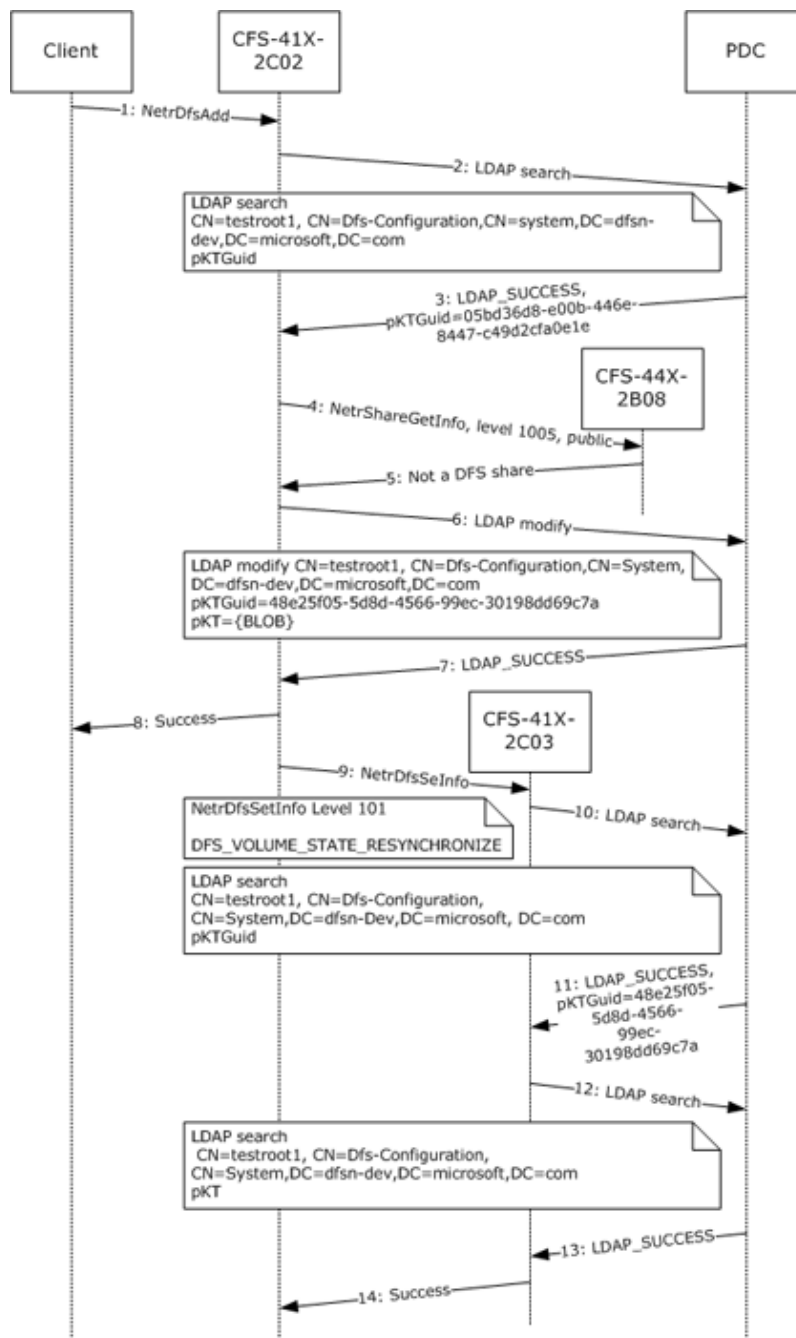 Client
CFS-41X-
2C02
PDC
1: NetrDfsAdd
2: LDAP search
LDAP search
CN=testroot1, CN=Dfs-Configuration,CN=system,DC=dfsn-
dev,DC=microsoft,DC=com
pKTGuid
3: LDAP_SUCCESS,
pKTGuid=05bd36d8-e00b-446e-
8447-c49d2cfa0e1e
CFS-44X-
2B08
4: NetrShareGetInfo, level 1005, public
5: Not a DFS share
6: LDAP modify
LDAP modify CN=testroot1, CN=Dfs-Configuration,CN=System,
DC=dfsn-dev,DC=microsoft,DC=com
pKTGuid=48e25f05-5d8d-4566-99ec-30198dd69c7a
pKT={BLOB}
7: LDAP_SUCCESS
8: Success
CFS-41X-
2C03
9: NetrDfsSeInfo
NetrDfsSetInfo Level 101
DFS_VOLUME_STATE_RESYNCHRONIZE
10: LDAP search
LDAP search
CN=testroot1, CN=Dfs-Configuration,
CN=System,DC=dfsn-Dev,DC=microsoft, DC=com
pKTGuid
11: LDAP_SUCCESS,
pKTGuid=48e25f05-
5d8d-4566-
99ec-
30198dd69c7a
12: LDAP search
LDAP search
CN=testroot1, CN=Dfs-Configuration,
CN=System,DC=dfsn-dev,DC=microsoft,DC=com
pKT
13: LDAP_SUCCESS
14: Success